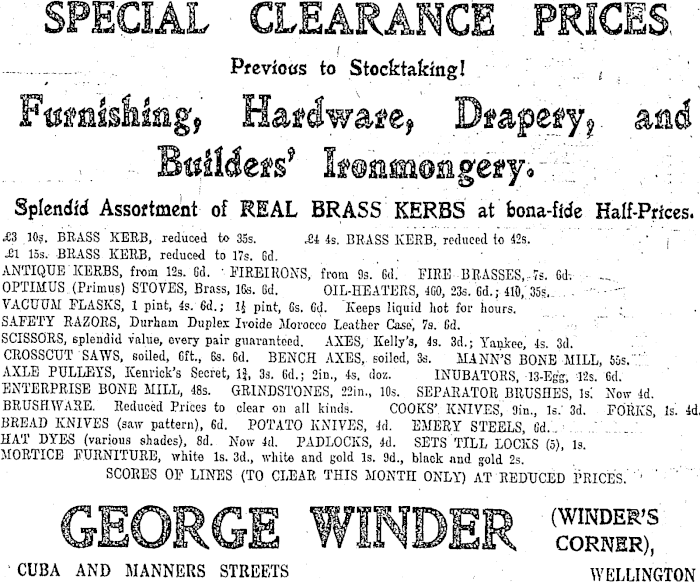 SPECIAL CLEARANCE PRICES
Previous to Stocktaking!
Furnishing, Hardware, Drapery, and
Builders' Ironmongery.
Splendid Assortment of REAL BRASS KERBS at bona-fide Half-Prices.
£3 10s. BRASS KERB, reduced to 35s. £4 4s. BRASS KERB, reduced to 42s.
£1 15s. BRASS KERB, reduced to 17s. 6d.
ANTIQUE KERBS, from 12s. 6d. FIREIRONS, from 9s. 6d. FIRE BRASSES, 7s. 6d.
OPTIMUS (Primus) STOVES, Brass, 16s. 6d. OIL-HEATERS, 460, 23s. 6d.; 410, 35s.
VACUUM FLASKS, 1 pint, 4s. 6d.; 1½ pint, 6s. 6d. Keeps liquid hot for hours.
SAFETY RAZORS, Durham Duplex Ivoide Morocco Leather Case, 7s. 6d.
SCISSORS, splendid value, every pair guaranteed. AXES, Kelly's, 4s. 3d.; Yankee, 4s. 3d.
CROSSCUT SAWS, soiled, 6ft., 6s. 6d. BENCH AXES, soiled, 3s. MANN'S BONE MILL, 55s.
AXLE PULLEYS, Kenrick's Secret, 1¾, 3s. 6d.; 2in., 4s. doz. INUBATORS, 13-Egg, 12s. 6d.
ENTERPRISE BONE MILL, 48s. GRINDSTONES, 22in., 10s. SEPARATOR BRUSHES, 1s. Now 4d.
BRUSHWARE. Reduced Prices to clear on all kinds. COOKS' KNIVES, 9in., 1s. 3d. FORKS, 1s. 4d.
BREAD KNIVES (saw pattern), 6d. POTATO KNIVES, 4d. EMERY STEELS, 6d.
HAT DYES (various shades), 8d. Now 4d. PADLOCKS, 4d. SETS TILL LOCKS (5), 1s.
MORTICE FURNITURE, white 1s. 3d., white and gold 1s. 9d., black and gold 2s.
SCORES OF LINES (TO CLEAR THIS MONTH ONLY) AT REDUCED PRICES.
GEORGE WINDER (WINDER'S CORNER),
CUBA AND MANNERS STREETS WELLINGTON